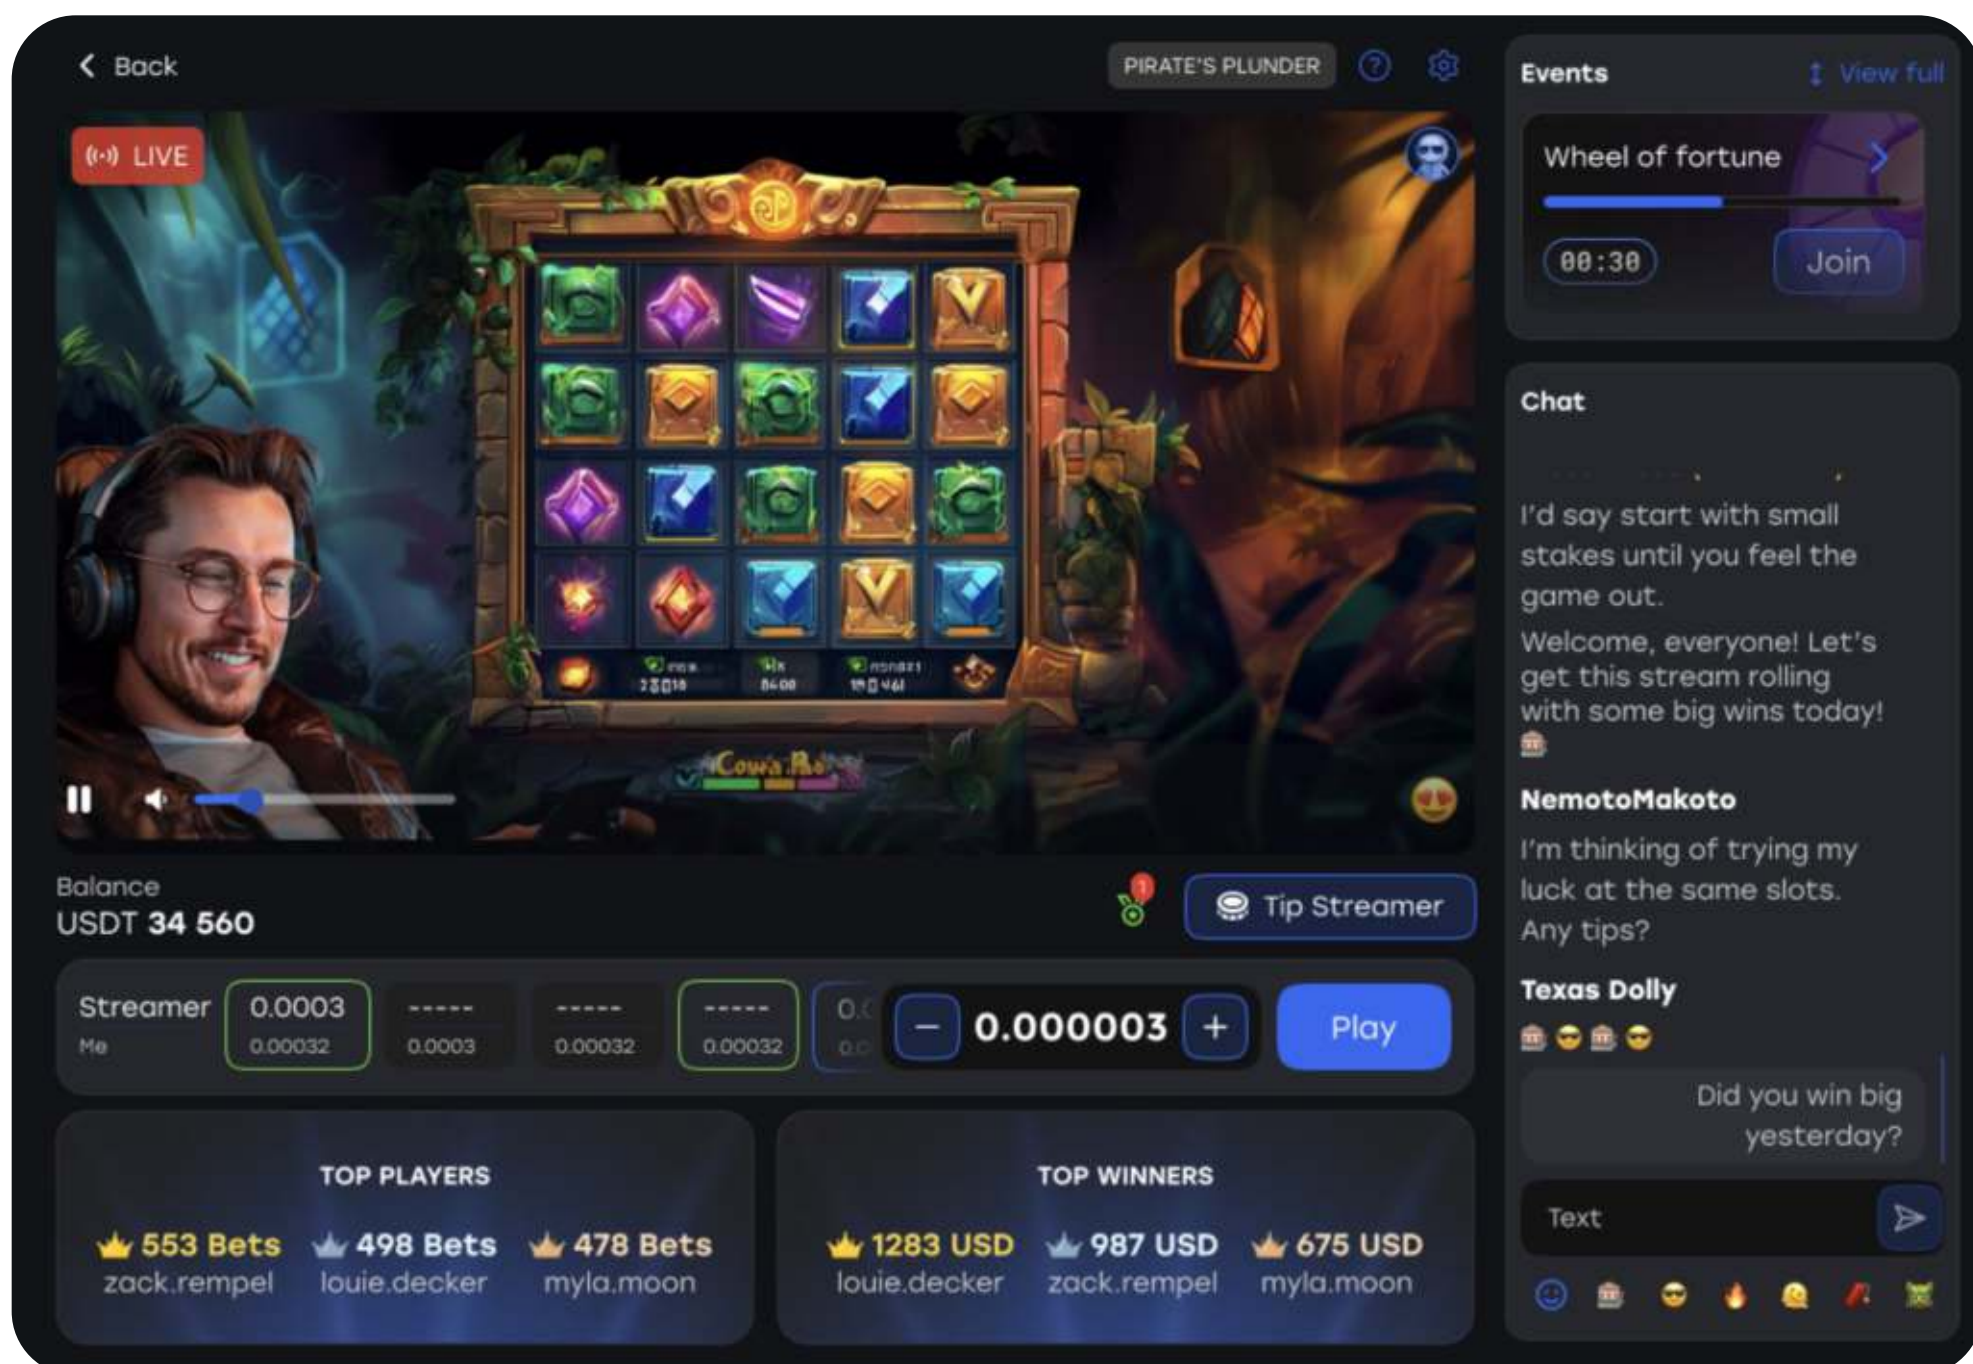 Back
PIRATE'S PLUNDER
?
LIVE
Balance
USDT 34 560
1
Tip Streamer
Streamer
Me
0.0003
0.00032
-----
0.0003
-----
0.00032
-----
0.00032
− 0.000003 +
Play
TOP PLAYERS
553 Bets
zack.rempel
498 Bets
louie.decker
478 Bets
myla.moon
TOP WINNERS
1283 USD
louie.decker
987 USD
zack.rempel
675 USD
myla.moon
Events
View full
Wheel of fortune
00:30
Join
Chat
I'd say start with small
stakes until you feel the
game out.
Welcome, everyone! Let's
get this stream rolling
with some big wins today!
🎰
NemotoMakoto
I'm thinking of trying my
luck at the same slots.
Any tips?
Texas Dolly
🎰 😎 🎰 😎
Did you win big
yesterday?
Text